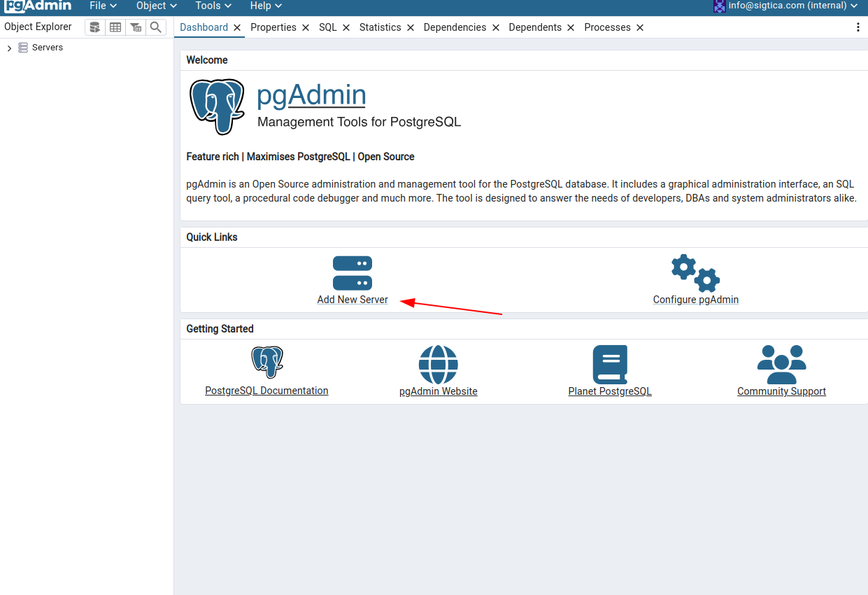 pgAdmin File Object Tools Help info@sigtica.com (internal)
Object Explorer
Dashboard Properties SQL Statistics Dependencies Dependents Processes
Servers
Welcome
pgAdmin
Management Tools for PostgreSQL
Feature rich | Maximises PostgreSQL | Open Source
pgAdmin is an Open Source administration and management tool for the PostgreSQL database. It includes a graphical administration interface, an SQL
query tool, a procedural code debugger and much more. The tool is designed to answer the needs of developers, DBAs and system administrators alike.
Quick Links
Add New Server Configure pgAdmin
Getting Started
PostgreSQL Documentation pgAdmin Website Planet PostgreSQL Community Support